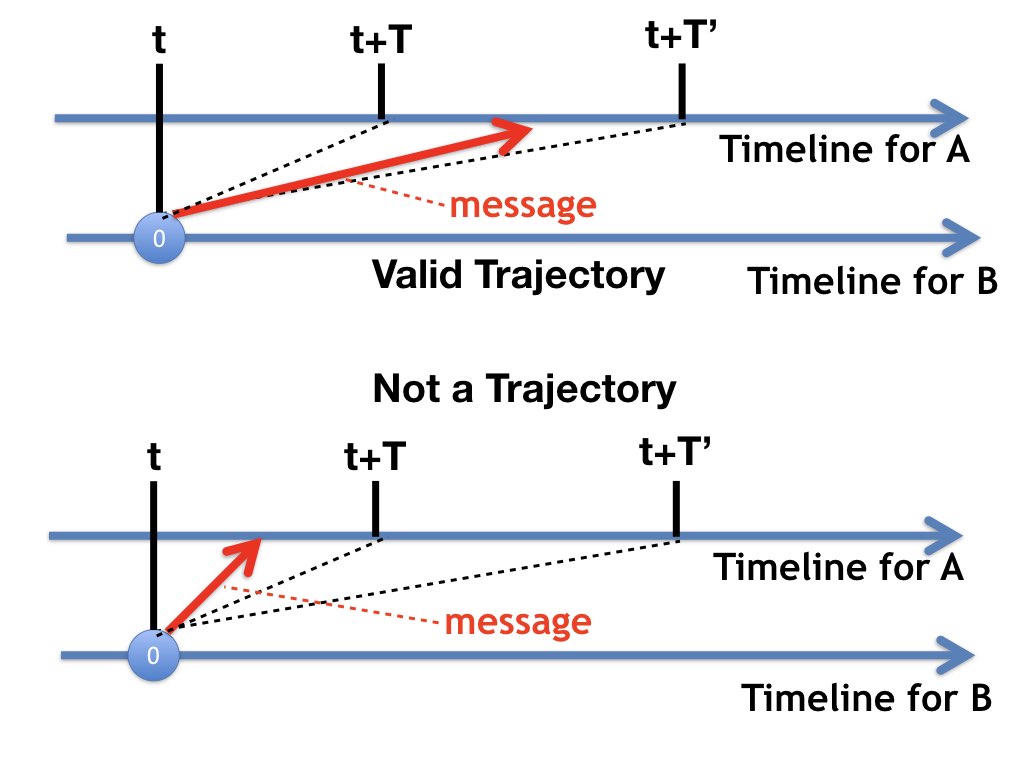 t
t+T
t+T’
Timeline for A
message
0
Valid Trajectory
Timeline for B
Not a Trajectory
t
t+T
t+T’
Timeline for A
message
0
Timeline for B